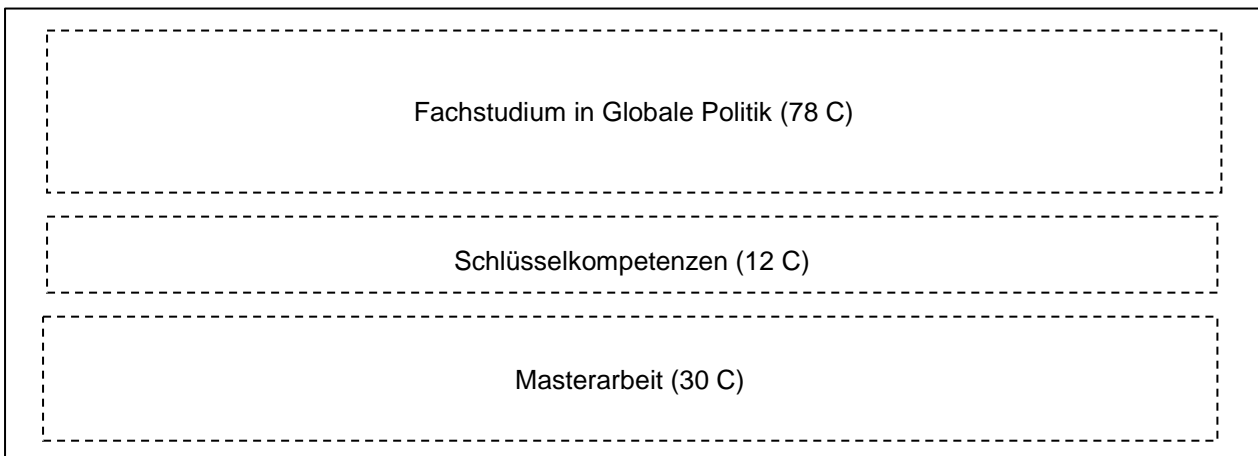 Fachstudium in Globale Politik (78 C)
Schlüsselkompetenzen (12 C)
Masterarbeit (30 C)